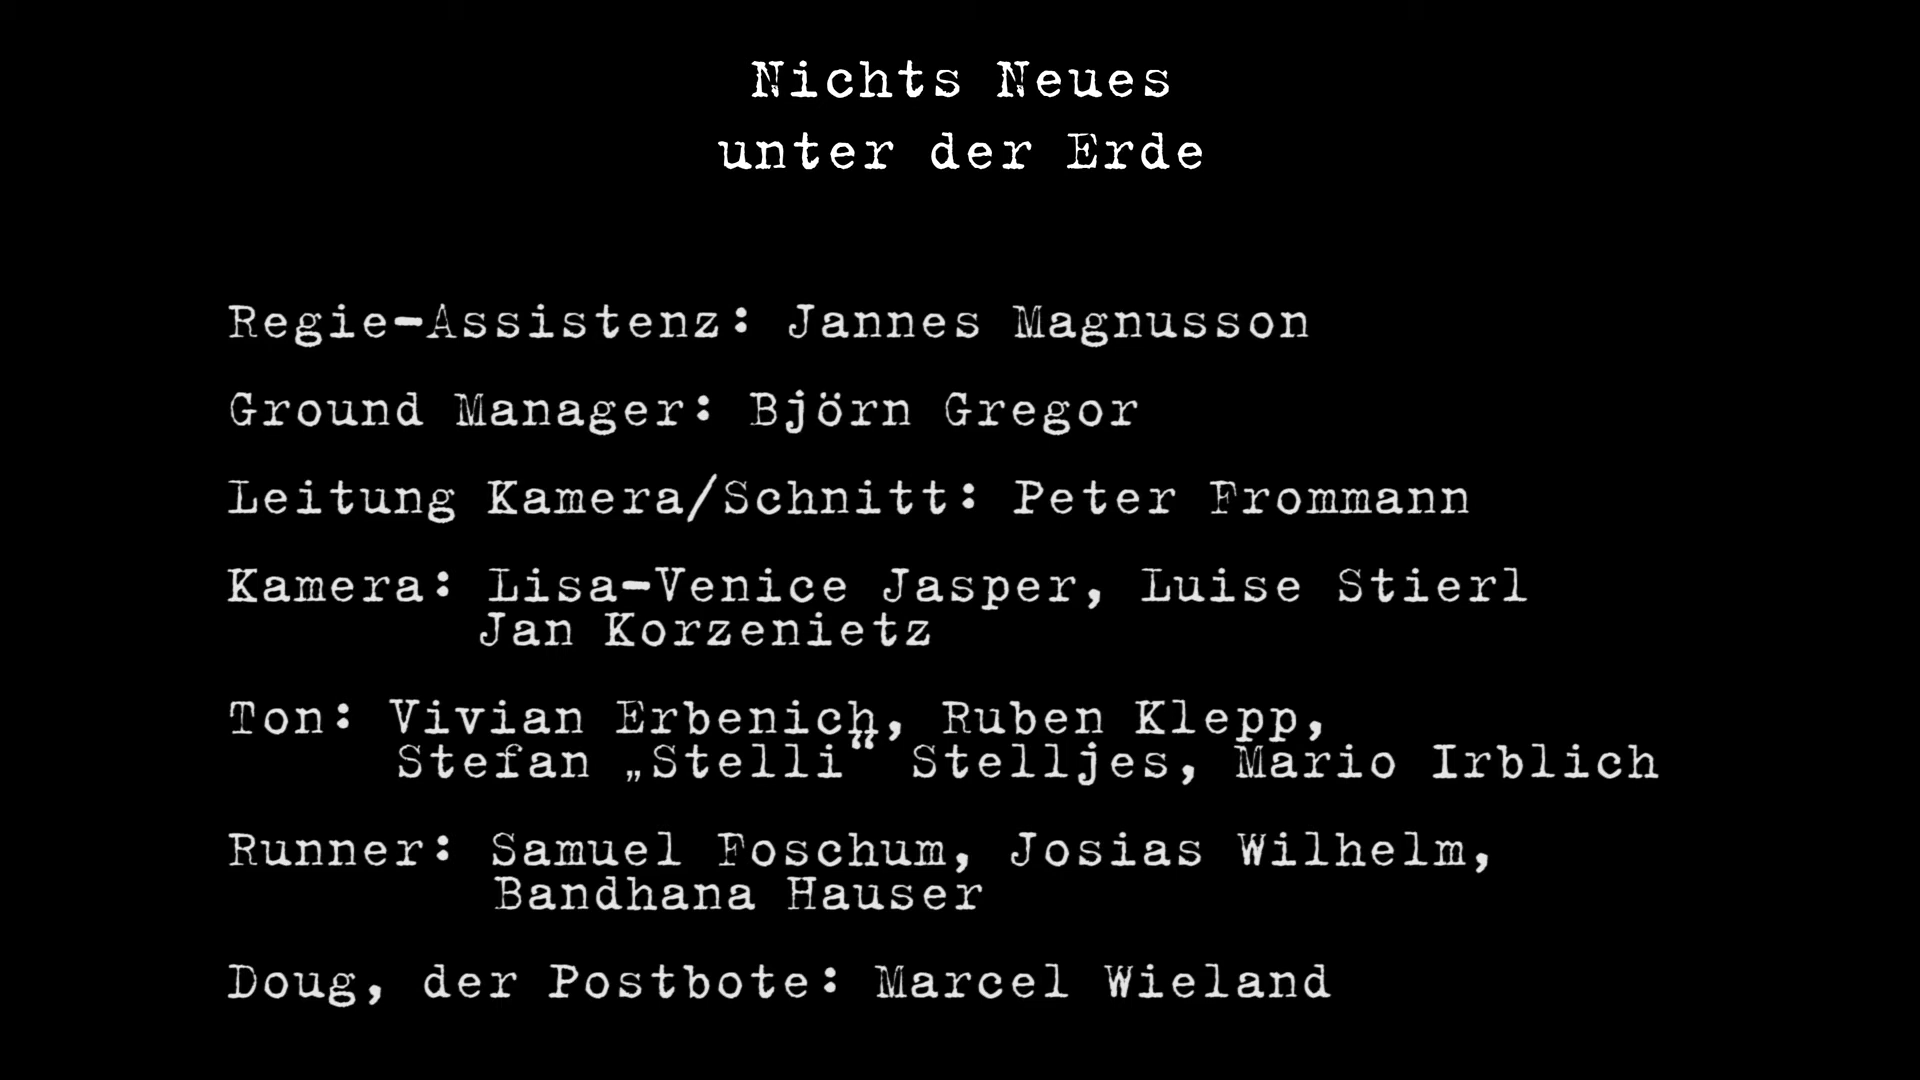 Nichts Neues
unter der Erde
Regie-Assistenz: Jannes Magnusson
Ground Manager: Björn Gregor
Leitung Kamera/Schnitt: Peter Frommann
Kamera: Lisa-Venice Jasper, Luise Stierl
Jan Korzenietz
Ton: Vivian Erbenich, Ruben Klepp,
Stefan „Stelli“ Stelljes, Mario Irblich
Runner: Samuel Foschum, Josias Wilhelm,
Bandhana Hauser
Doug, der Postbote: Marcel Wieland